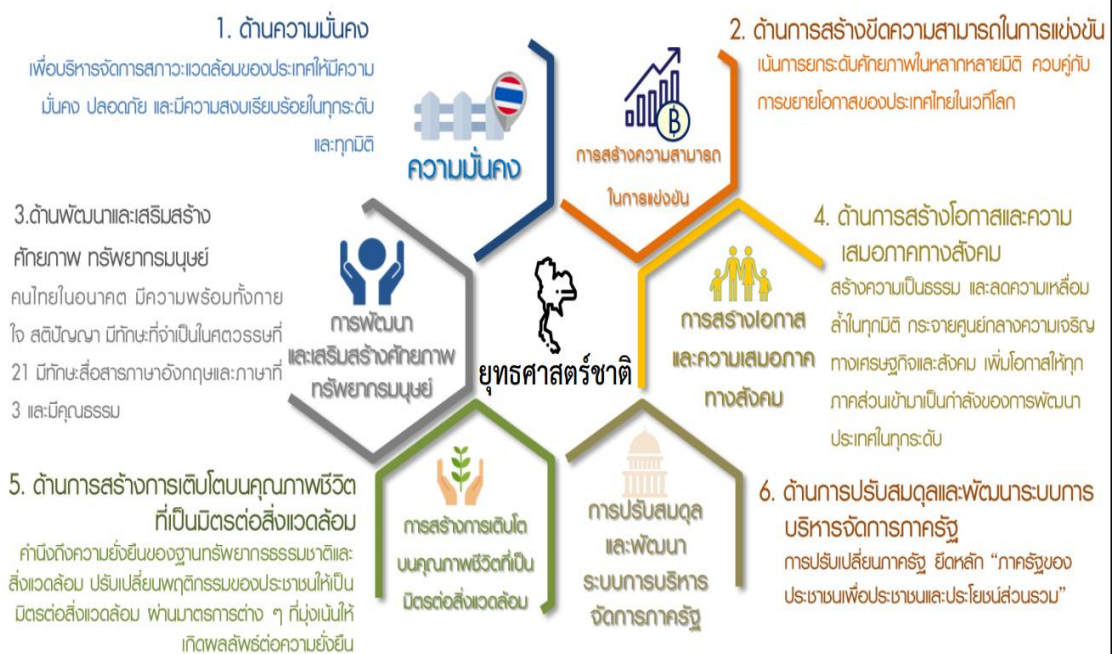 1. ด้านความมั่นคง
เพื่อบริหารจัดการสภาวะแวดล้อมของประเทศให้มีความ
มั่นคง ปลอดภัย และมีความสงบเรียบร้อยในทุกระดับ
และทุกมิติ
ความมั่นคง
2. ด้านการสร้างขีดความสามารถในการแข่งขัน
เน้นการยกระดับศักยภาพในหลากหลายมิติ ควบคู่กับ
การขยายโอกาสของประเทศไทยในเวทีโลก
฿
การสร้างความสามารถ
ในการแข่งขัน
3.ด้านพัฒนาและเสริมสร้าง
ศักยภาพ ทรัพยากรมนุษย์
คนไทยในอนาคต มีความพร้อมทั้งกาย
ใจ สติปัญญา มีทักษะที่จำเป็นในศตวรรษที่
21 มีทักษะสื่อสารภาษาอังกฤษและภาษาที่
3 และมีคุณธรรม
การพัฒนา
และเสริมสร้างศักยภาพ
ทรัพยากรมนุษย์
ยุทธศาสตร์ชาติ
การสร้างโอกาส
และความเสมอภาค
ทางสังคม
4. ด้านการสร้างโอกาสและความ
เสมอภาคทางสังคม
สร้างความเป็นธรรม และลดความเหลื่อม
ล้ำในทุกมิติ กระจายศูนย์กลางความเจริญ
ทางเศรษฐกิจและสังคม เพิ่มโอกาสให้ทุก
ภาคส่วนเข้ามาเป็นกำลังของการพัฒนา
ประเทศในทุกระดับ
5. ด้านการสร้างการเติบโตบนคุณภาพชีวิต
ที่เป็นมิตรต่อสิ่งแวดล้อม
คำนึงถึงความยั่งยืนของฐานทรัพยากรธรรมชาติและ
สิ่งแวดล้อม ปรับเปลี่ยนพฤติกรรมของประชาชนให้เป็น
มิตรต่อสิ่งแวดล้อม ผ่านมาตรการต่าง ๆ ที่มุ่งเน้นให้
เกิดผลลัพธ์ต่อความยั่งยืน
การสร้างการเติบโต
บนคุณภาพชีวิตที่เป็น
มิตรต่อสิ่งแวดล้อม
การปรับสมดุล
และพัฒนา
ระบบการบริหาร
จัดการภาครัฐ
6. ด้านการปรับสมดุลและพัฒนาระบบการ
บริหารจัดการภาครัฐ
การปรับเปลี่ยนภาครัฐ ยึดหลัก “ภาครัฐของ
ประชาชนเพื่อประชาชนและประโยชน์ส่วนรวม”